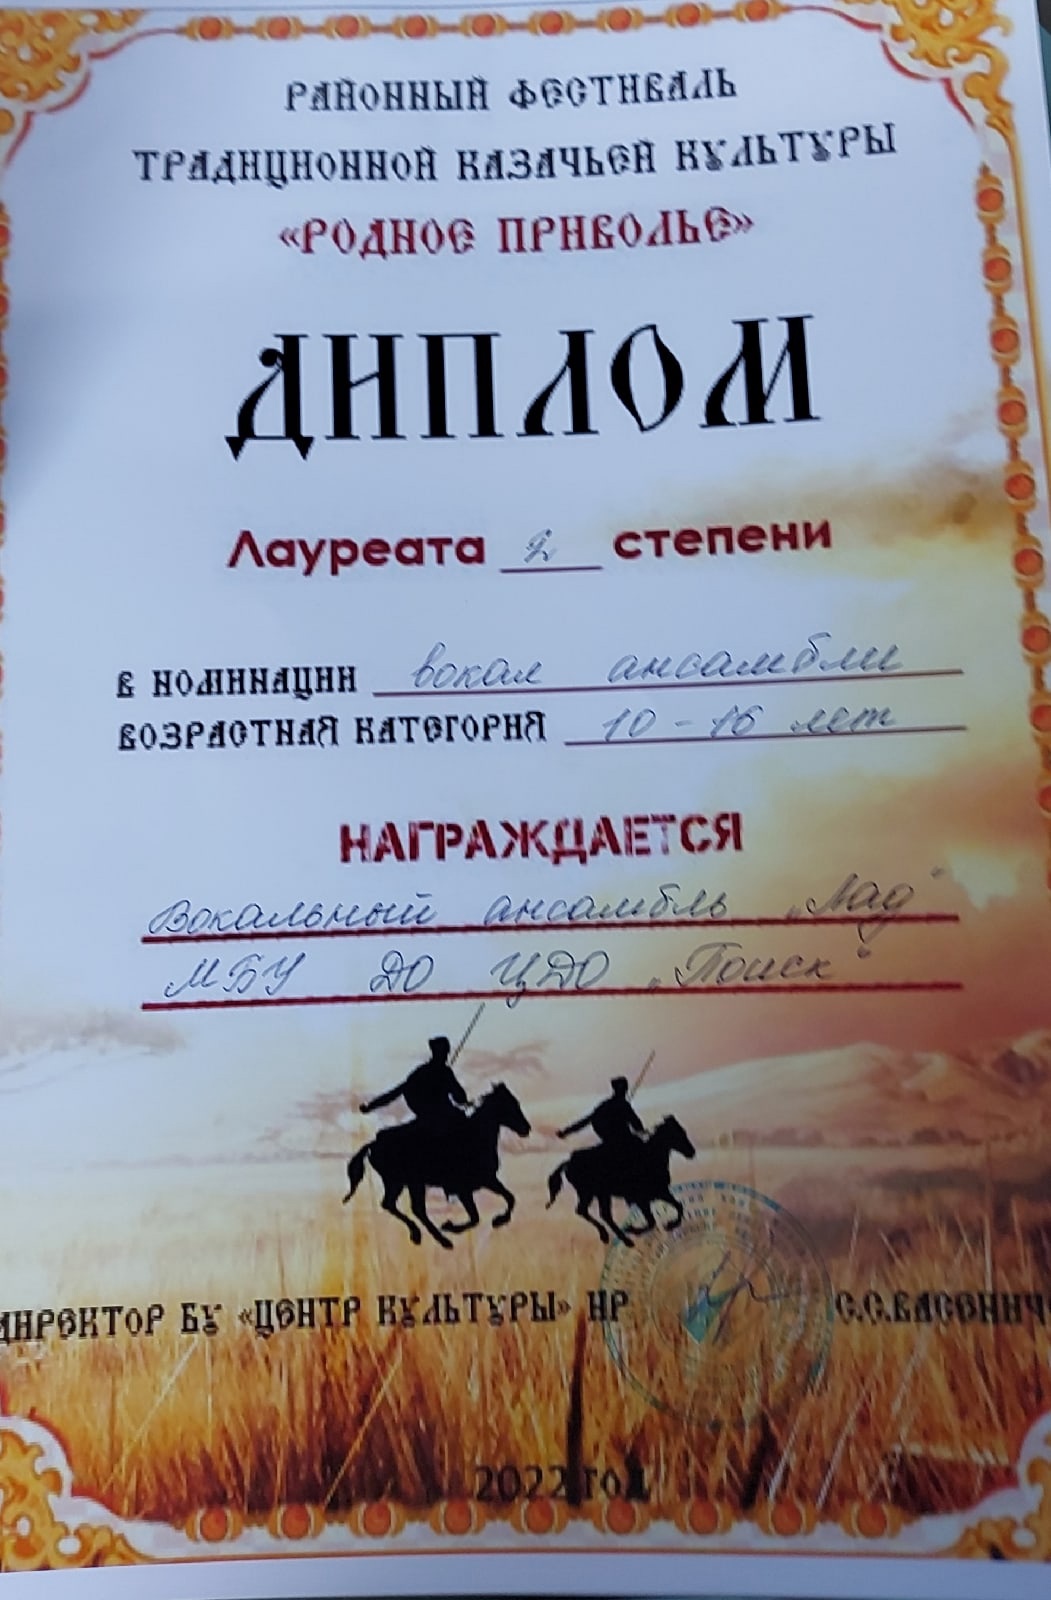 РАЙОННЫЙ ФЕСТИВАЛЬ
ТРАДИЦИОННОЙ КАЗАЧЬЕЙ КУЛЬТУРЫ
«РОДНОЕ ПРИВОЛЬЕ»
ДИПЛОМ
Лауреата 2 степени
В НОМИНАЦИИ вокал ансамбли
ВОЗРАСТНАЯ КАТЕГОРИЯ 10-16 лет
НАГРАЖДАЕТСЯ
Вокальный ансамбль „Лад"
МБУ ДО ЦДО „Поиск"
ДИРЕКТОР БУ «ЦЕНТР КУЛЬТУРЫ» НР С.С.ВАСЕНИЧ
2022 год